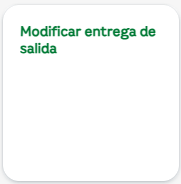 Modificar entrega de
salida